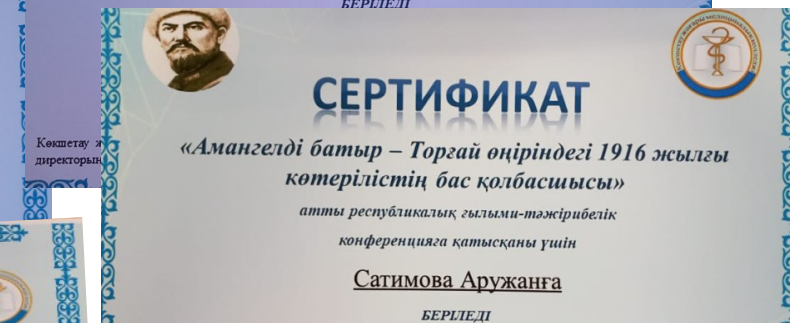 БЕРІЛЕДІ
СЕРТИФИКАТ
«Амангелді батыр – Торғай өңіріндегі 1916 жылғы
көтерілістің бас қолбасшысы»
атты республикалық ғылыми-тәжірибелік
конференцияға қатысқаны үшін
Сатимова Аружанға
БЕРІЛЕДІ
Көкшетау ж
директорың